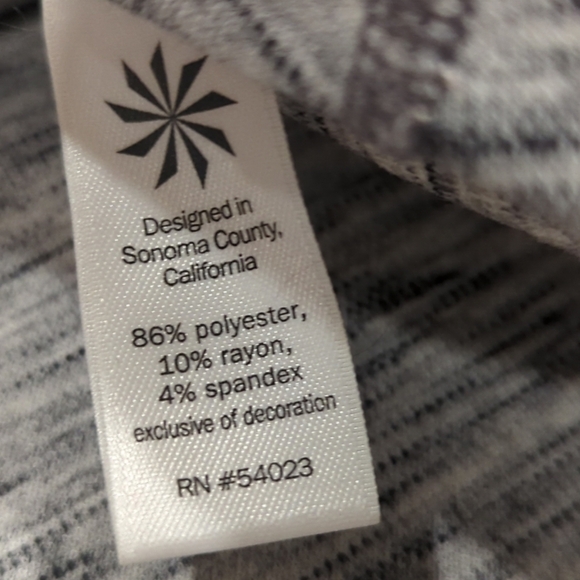 Designed in
Sonoma County,
California
86% polyester,
10% rayon,
4% spandex
exclusive of decoration
RN #54023